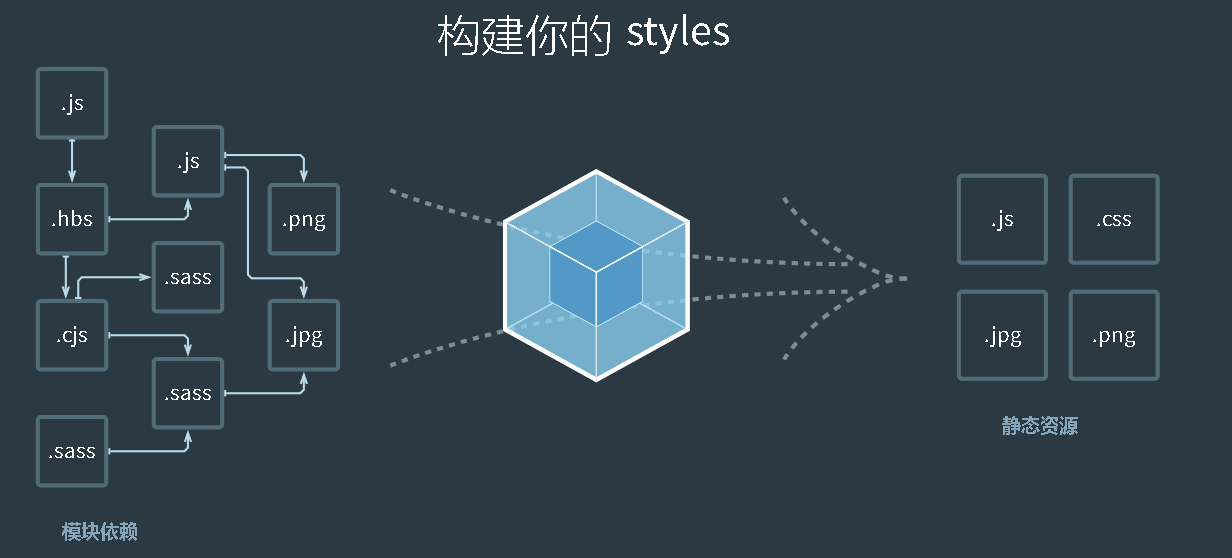 构建你的 styles
.js
.js
.hbs
.png
.sass
.cjs
.jpg
.sass
.sass
模块依赖
.js
.css
.jpg
.png
静态资源